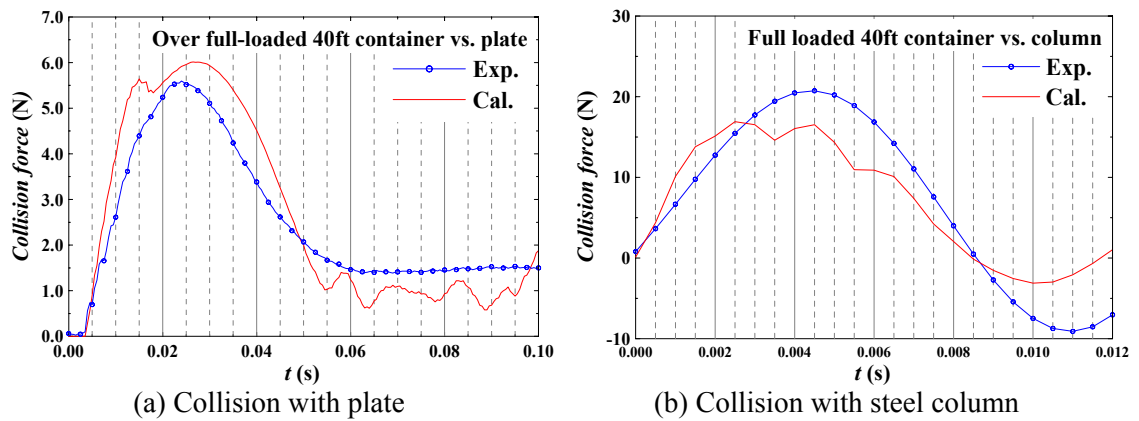 7.0
6.0
5.0
4.0
3.0
2.0
1.0
0.0
Collision force (N)
Over full-loaded 40ft container vs. plate
Exp.
Cal.
0.00 0.02 0.04 0.06 0.08 0.10
t (s)
(a) Collision with plate
30
20
10
0
-10
Collision force (N)
Full loaded 40ft container vs. column
Exp.
Cal.
0.000 0.002 0.004 0.006 0.008 0.010 0.012
t (s)
(b) Collision with steel column